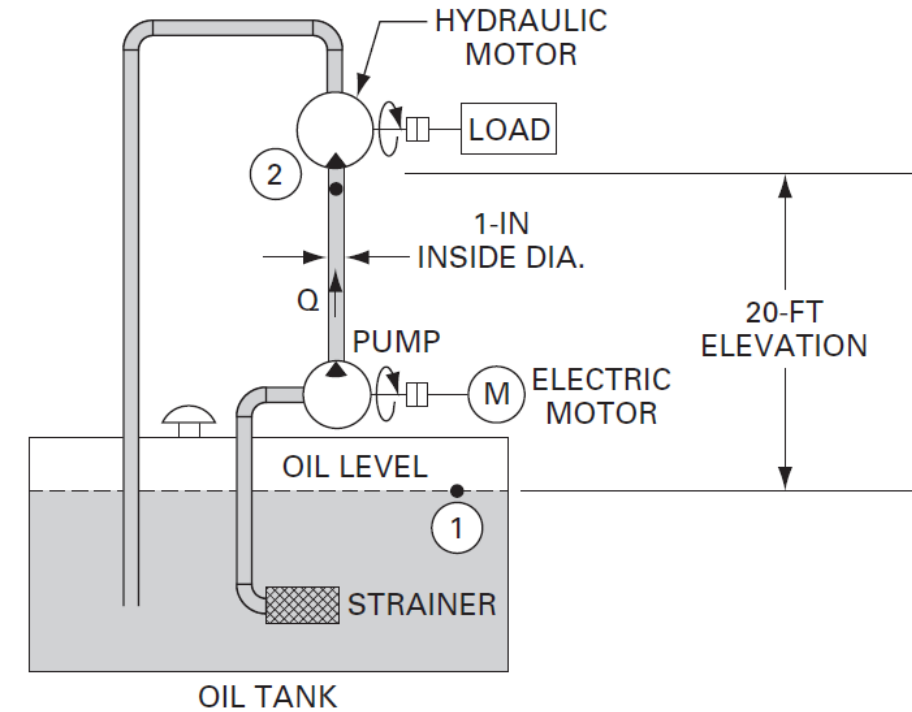 HYDRAULIC
MOTOR
LOAD
2
1-IN
INSIDE DIA.
Q
20-FT
ELEVATION
PUMP
M
ELECTRIC
MOTOR
OIL LEVEL
1
STRAINER
OIL TANK